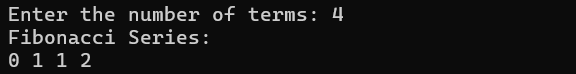 Enter the number of terms: 4
Fibonacci Series:
0 1 1 2